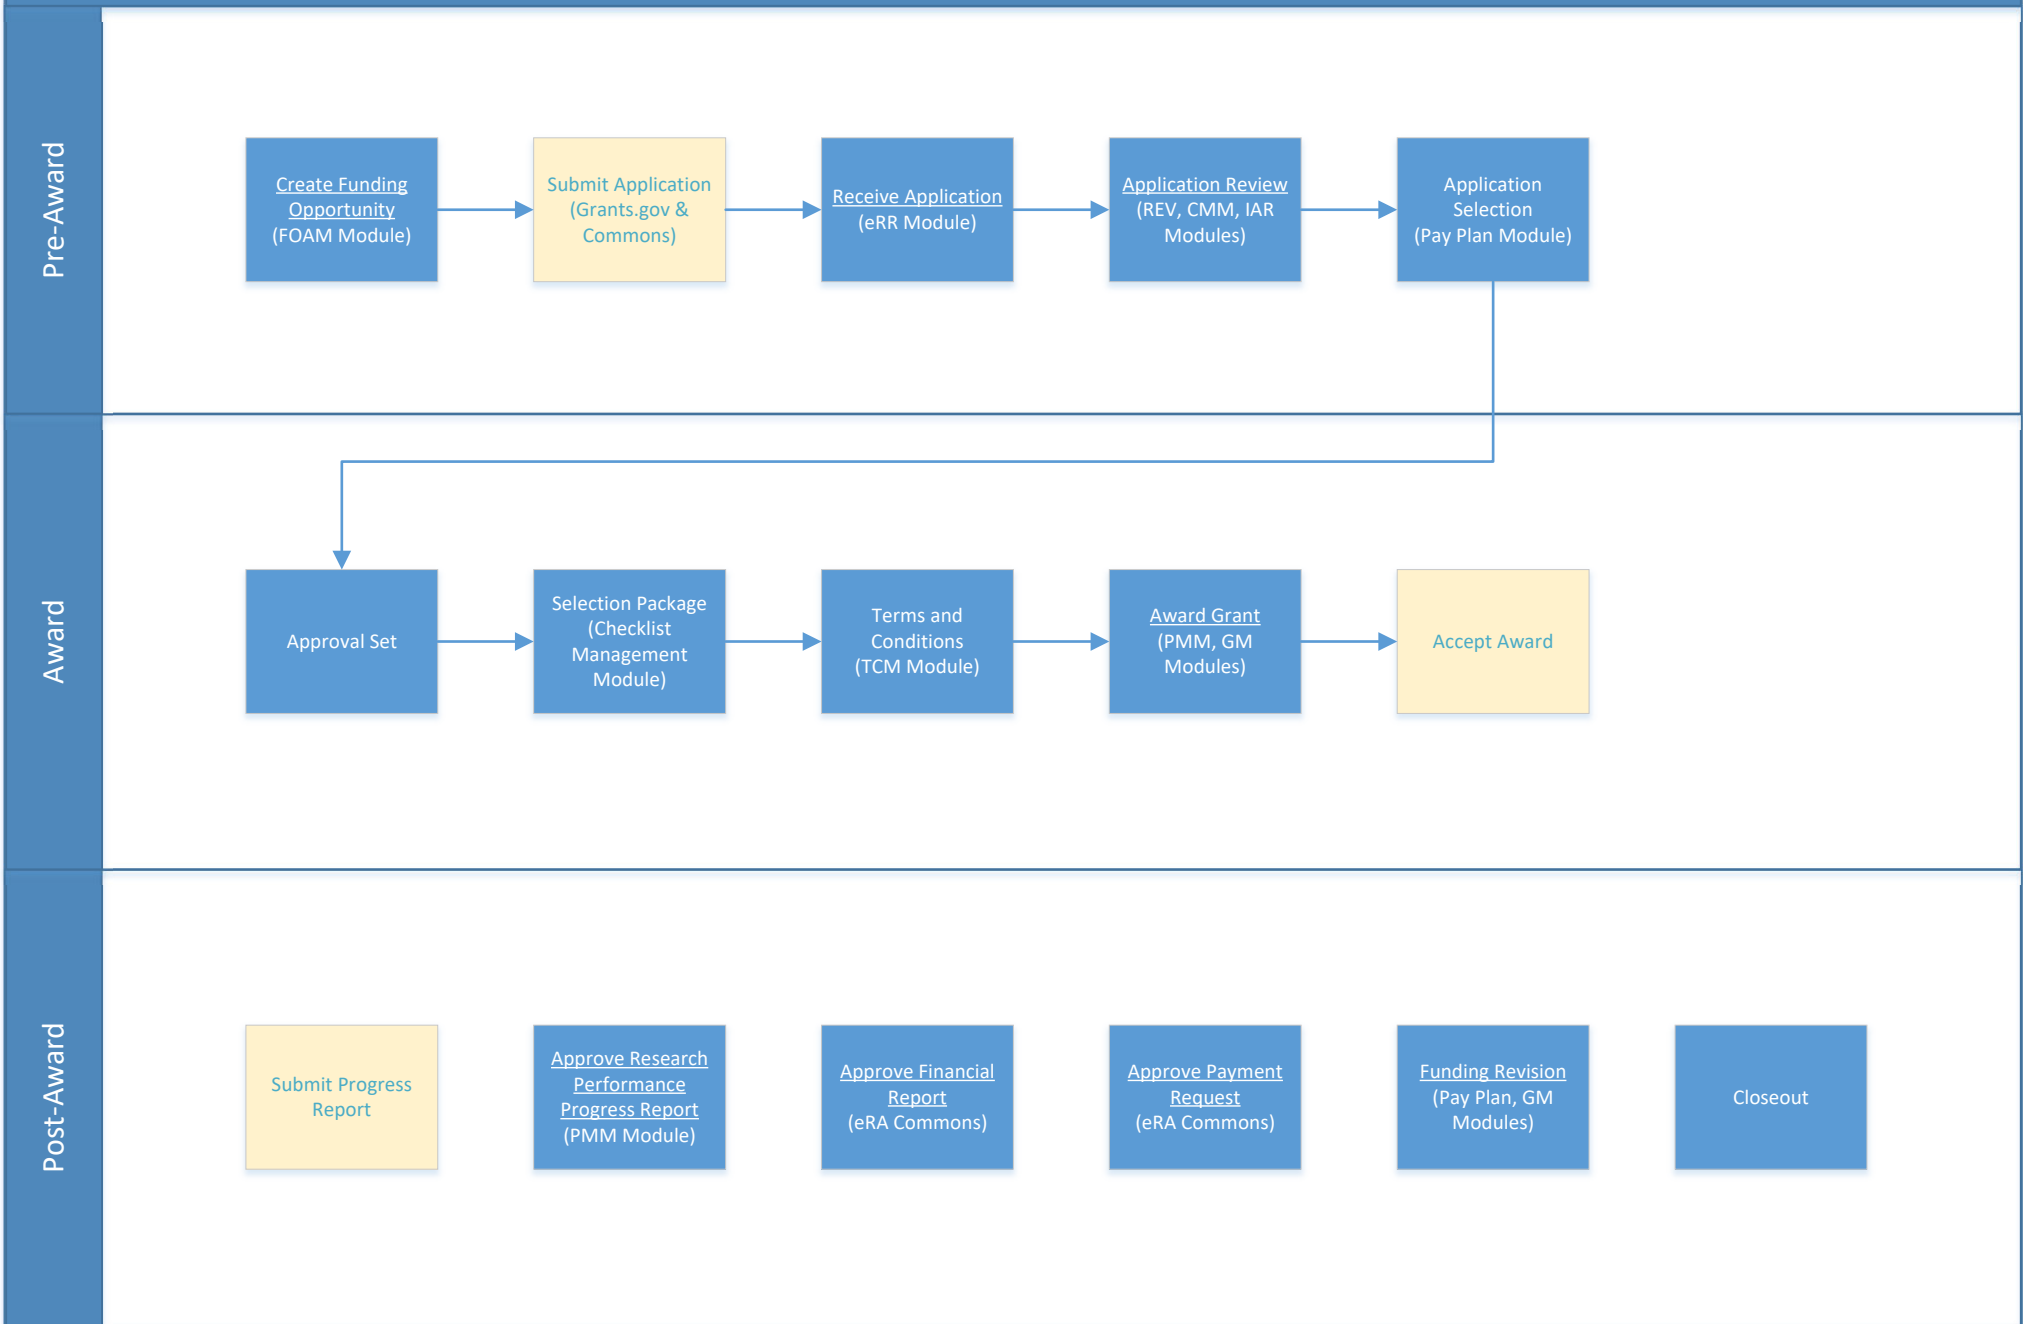 Pre-Award
Create Funding
Opportunity
(FOAM Module)
Submit Application
(Grants.gov &
Commons)
Receive Application
(eRR Module)
Application Review
(REV, CMM, IAR
Modules)
Application
Selection
(Pay Plan Module)
Award
Approval Set
Selection Package
(Checklist
Management
Module)
Terms and
Conditions
(TCM Module)
Award Grant
(PMM, GM
Modules)
Accept Award
Post-Award
Submit Progress
Report
Approve Research
Performance
Progress Report
(PMM Module)
Approve Financial
Report
(eRA Commons)
Approve Payment
Request
(eRA Commons)
Funding Revision
(Pay Plan, GM
Modules)
Closeout